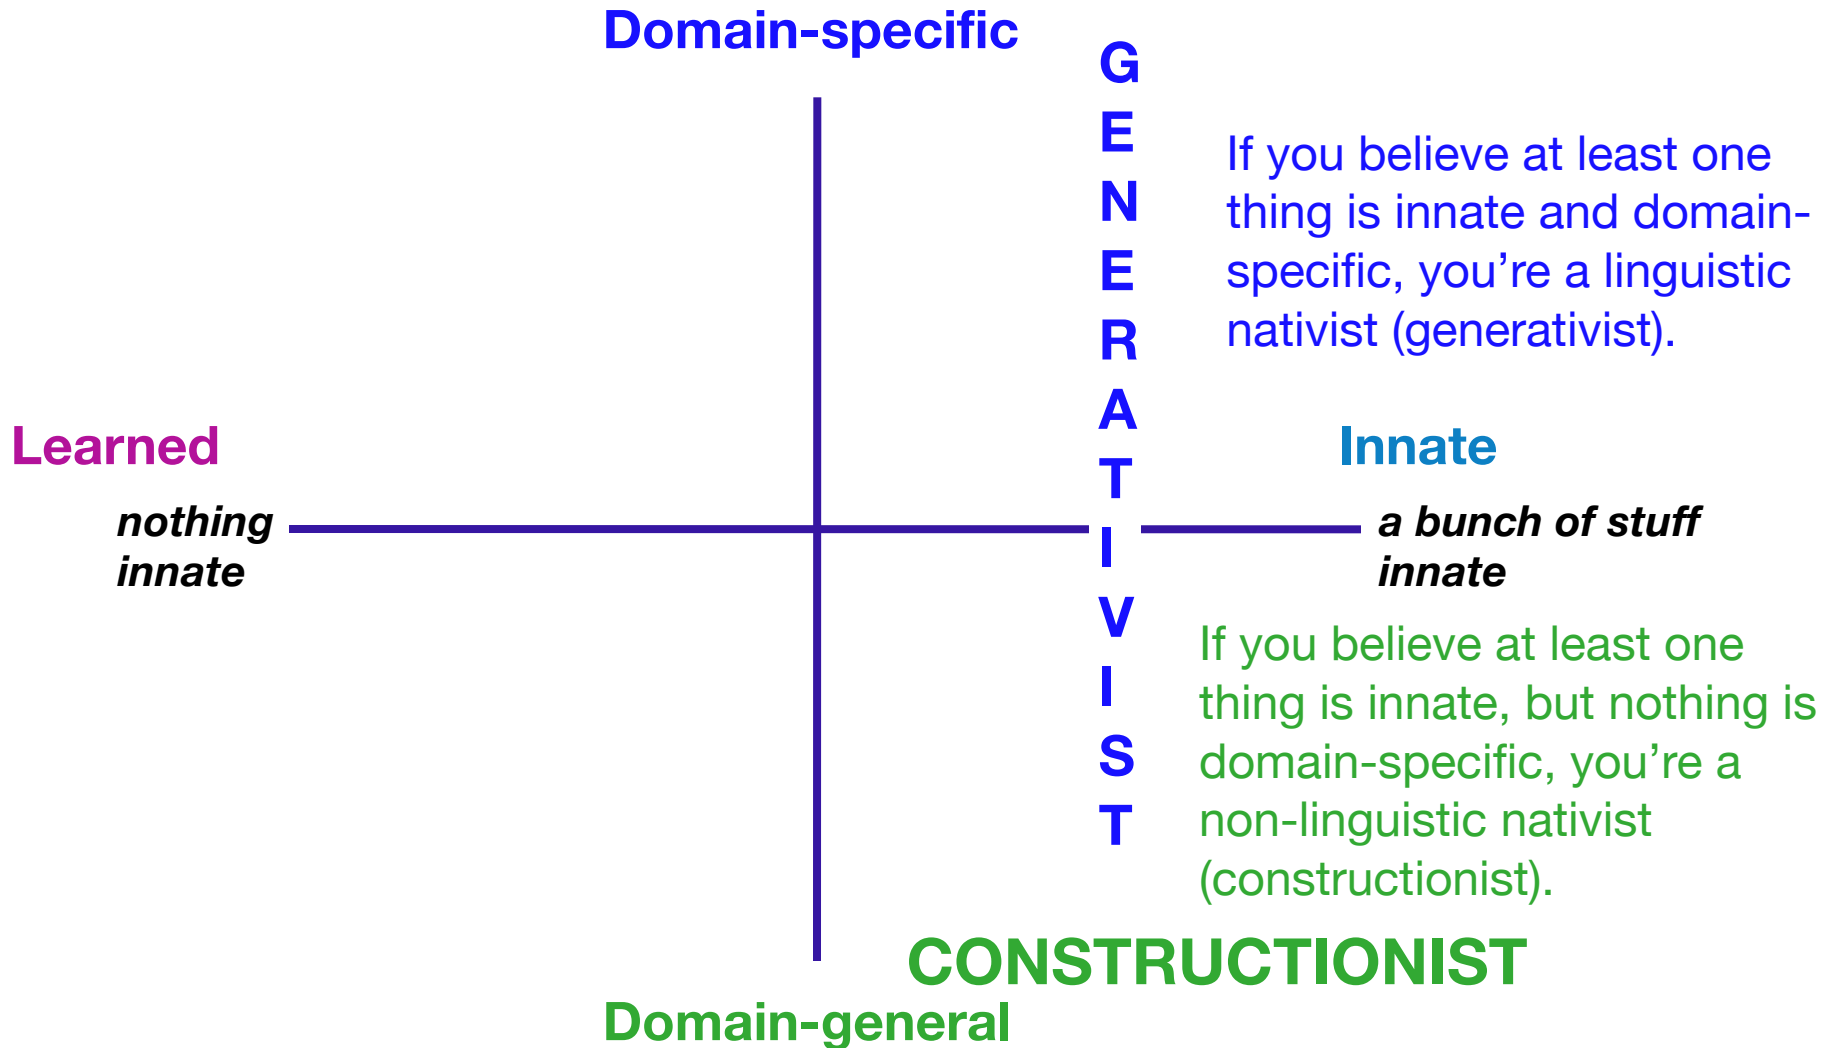 Domain-specific
GENERATIVIST
If you believe at least one
thing is innate and domain-
specific, you’re a linguistic
nativist (generativist).
Learned
Innate
nothing
innate
a bunch of stuff
innate
If you believe at least one
thing is innate, but nothing is
domain-specific, you’re a
non-linguistic nativist
(constructionist).
CONSTRUCTIONIST
Domain-general